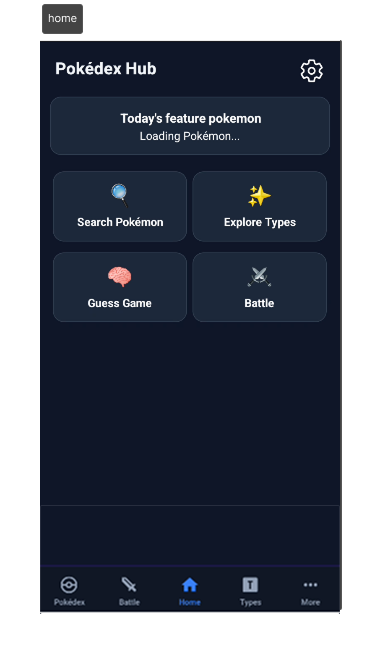 home
Pokédex Hub
Today's feature pokemon
Loading Pokémon...
Search Pokémon
Explore Types
Guess Game
Battle
Pokédex
Battle
Home
T
Types
More